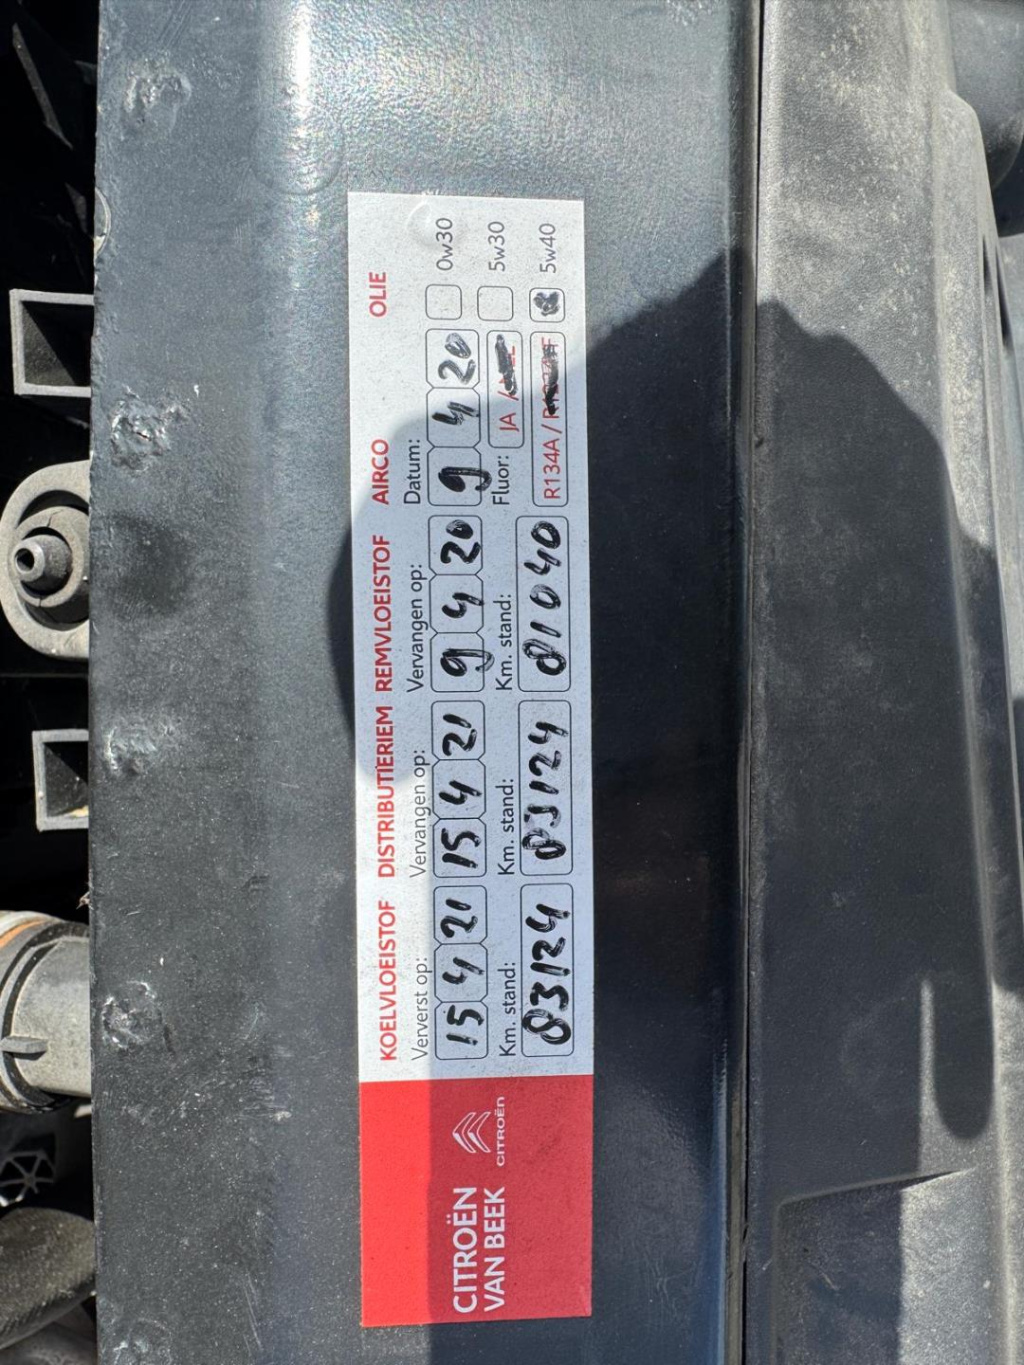 CITROËN
VAN BEEK
CITROËN
KOELVLOEISTOF
Ververst op:
15 4 21
Km. stand:
83124
DISTRIBUTIERIEM
Vervangen op:
15 4 21
Km. stand:
83124
REMVLOEISTOF
Vervangen op:
9 4 20
Km. stand:
81040
AIRCO
Datum:
9 4 20
Fluor: JA /
R134A /
OLIE
0w30
5w30
5w40